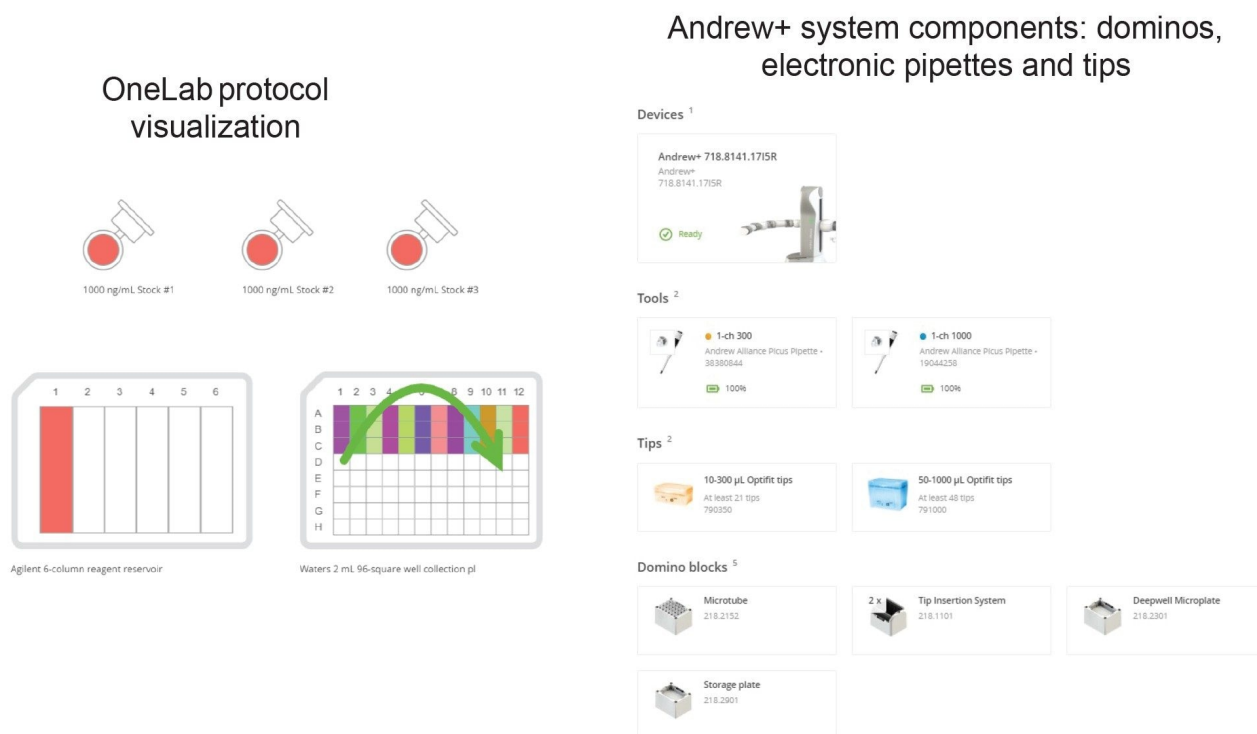 OneLab protocol
visualization
1000 ng/mL Stock #1
1000 ng/mL Stock #2
1000 ng/mL Stock #3
1 2 3 4 5 6
Agilent 6-column reagent reservoir
1 2 3 4 8 9 10 11 12
A
B
C
D
E
F
G
H
Waters 2 mL 96-square well collection pl
Andrew+ system components: dominos,
electronic pipettes and tips
Devices 1
Andrew+ 718.8141.17I5R
Andrew+
718.8141.17I5R
Ready
Tools 2
1-ch 300
Andrew Alliance Picus Pipette -
38380844
100%
1-ch 1000
Andrew Alliance Picus Pipette -
19044258
100%
Tips 2
10-300 µL Optifit tips
At least 21 tips
790350
50-1000 µL Optifit tips
At least 48 tips
791000
Domino blocks 5
Microtube
218.2152
2 x
Tip Insertion System
218.1101
Deepwell Microplate
218.2301
Storage plate
218.2901